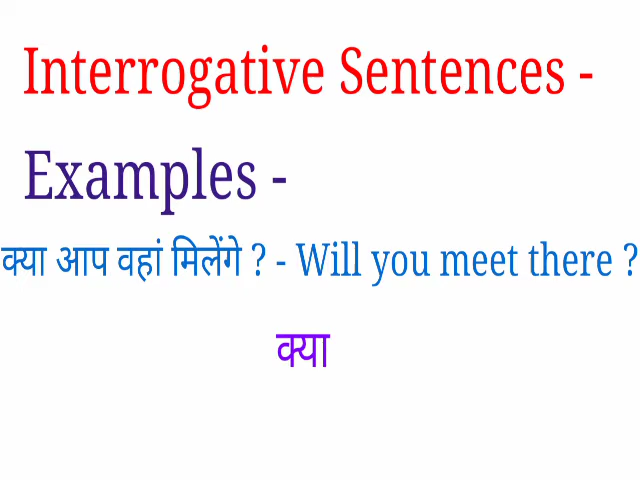 Interrogative Sentences -
Examples -
क्या आप वहां मिलेंगे ? - Will you meet there ?
क्या